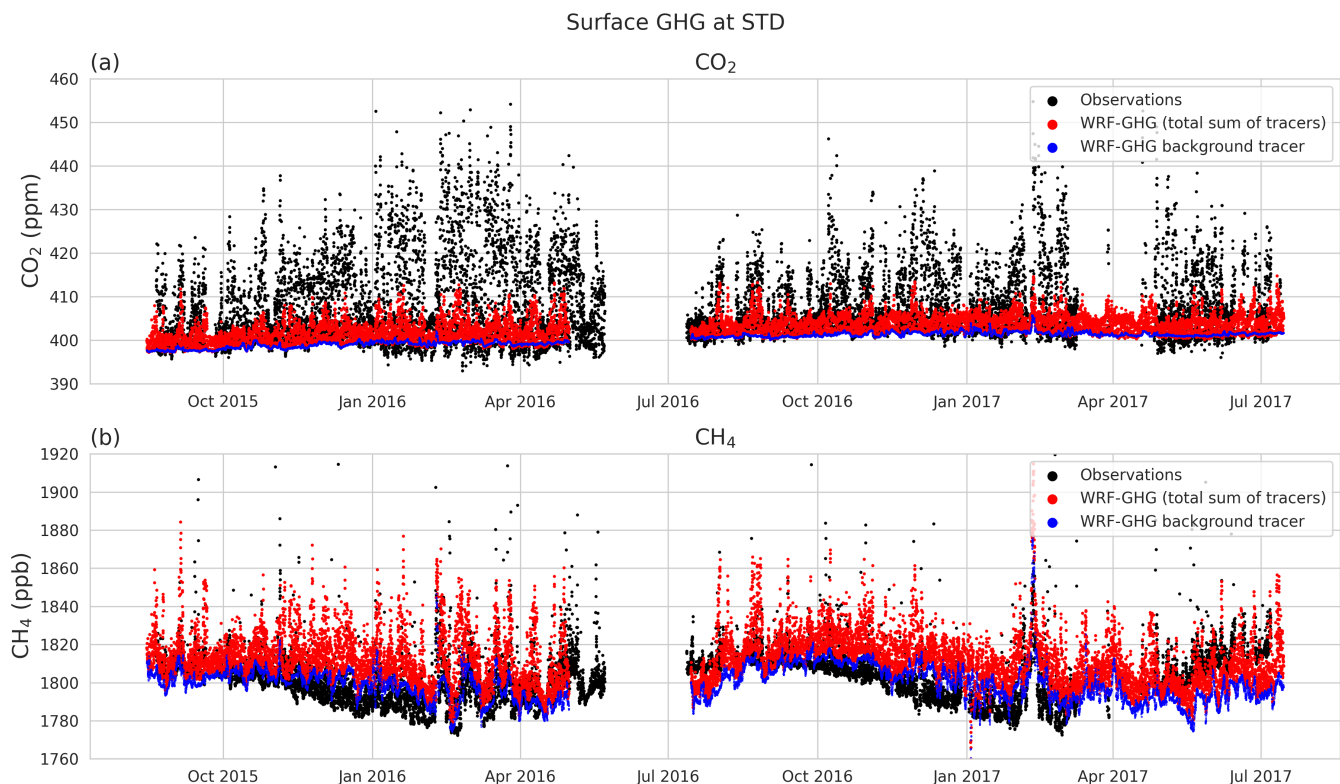 Surface GHG at STD
(a)
CO₂
CO₂ (ppm)
460
450
440
430
420
410
400
390
Observations
WRF-GHG (total sum of tracers)
WRF-GHG background tracer
Oct 2015
Jan 2016
Apr 2016
Jul 2016
Oct 2016
Jan 2017
Apr 2017
Jul 2017
(b)
CH₄
CH₄ (ppb)
1920
1900
1880
1860
1840
1820
1800
1780
1760
Observations
WRF-GHG (total sum of tracers)
WRF-GHG background tracer
Oct 2015
Jan 2016
Apr 2016
Jul 2016
Oct 2016
Jan 2017
Apr 2017
Jul 2017